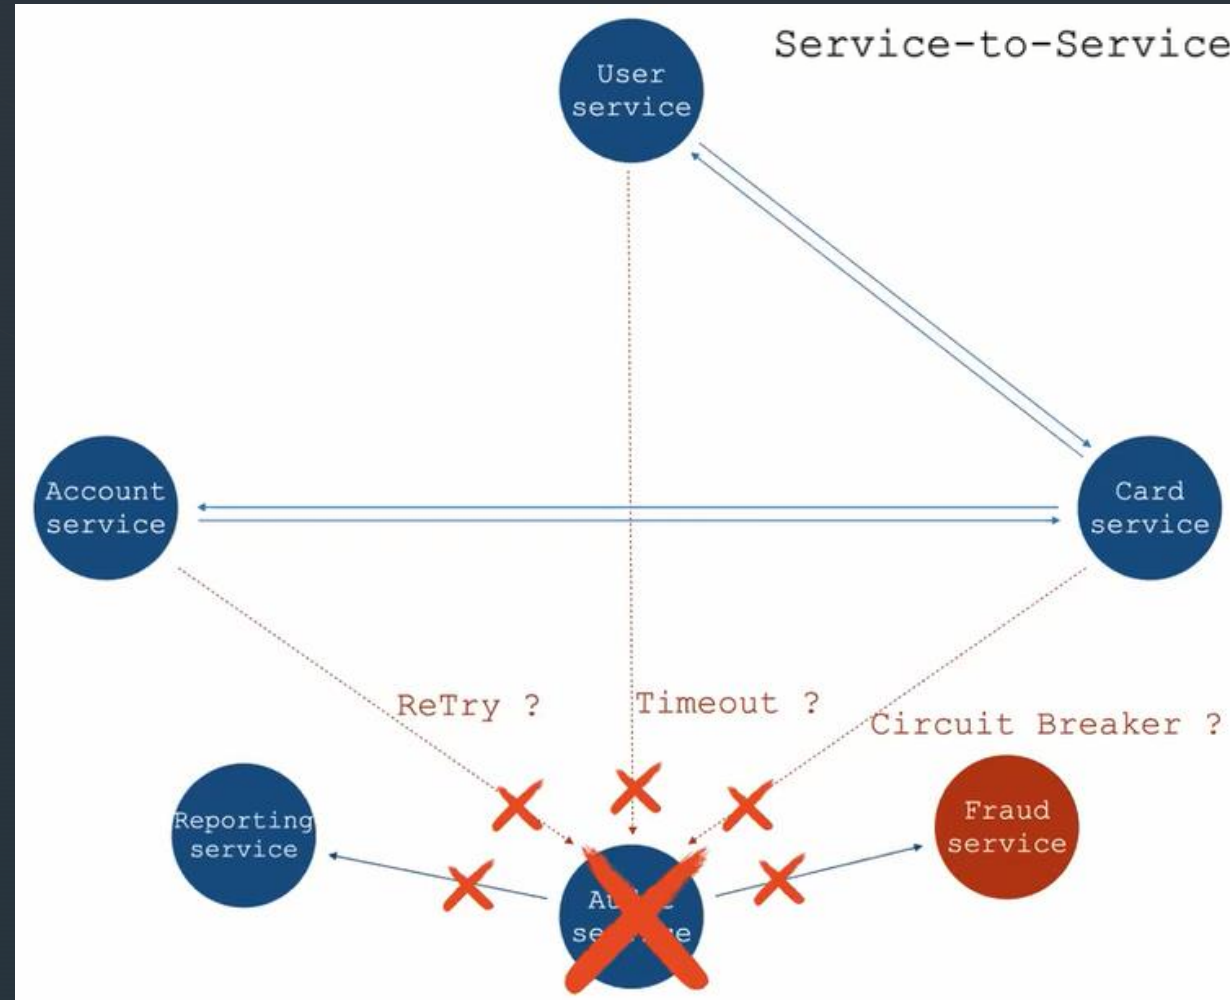 Service-to-Service
User
service
Account
service
Card
service
ReTry ?
Timeout ?
Circuit Breaker ?
Reporting
service
Fraud
service